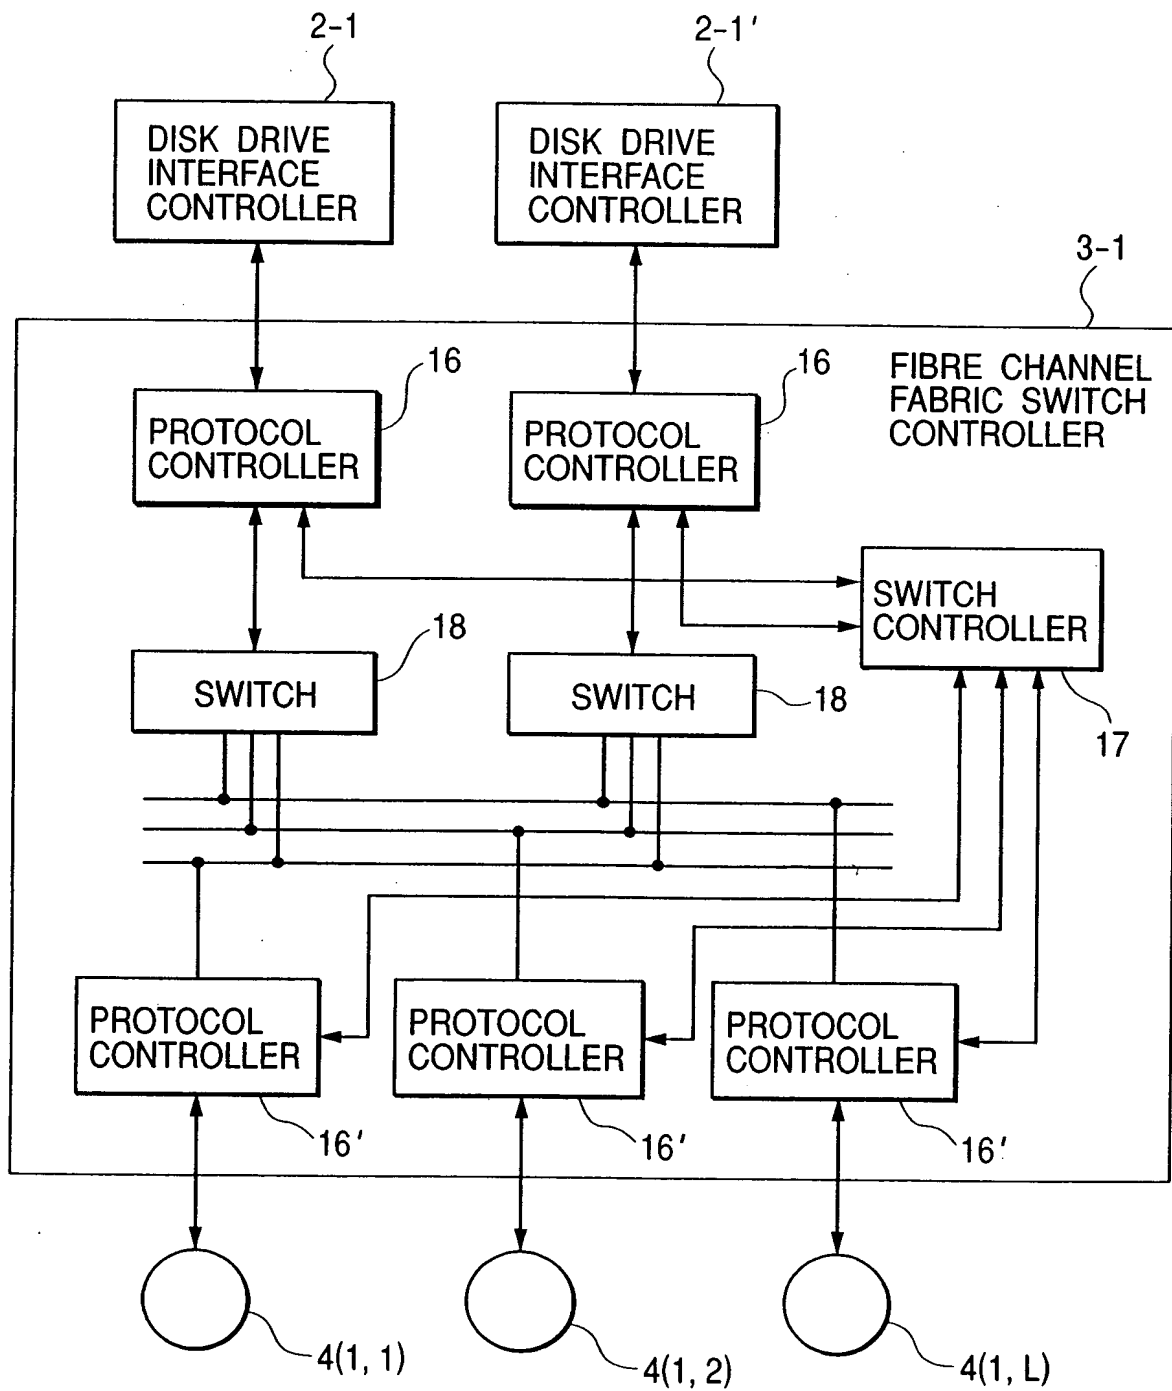 2-1
2-1'
DISK DRIVE
INTERFACE
CONTROLLER
DISK DRIVE
INTERFACE
CONTROLLER
3-1
16
16
FIBRE CHANNEL
FABRIC SWITCH
CONTROLLER
PROTOCOL
CONTROLLER
PROTOCOL
CONTROLLER
SWITCH
CONTROLLER
18
SWITCH
SWITCH
18
17
PROTOCOL
CONTROLLER
PROTOCOL
CONTROLLER
PROTOCOL
CONTROLLER
16'
16'
16'
4(1, 1)
4(1, 2)
4(1, L)